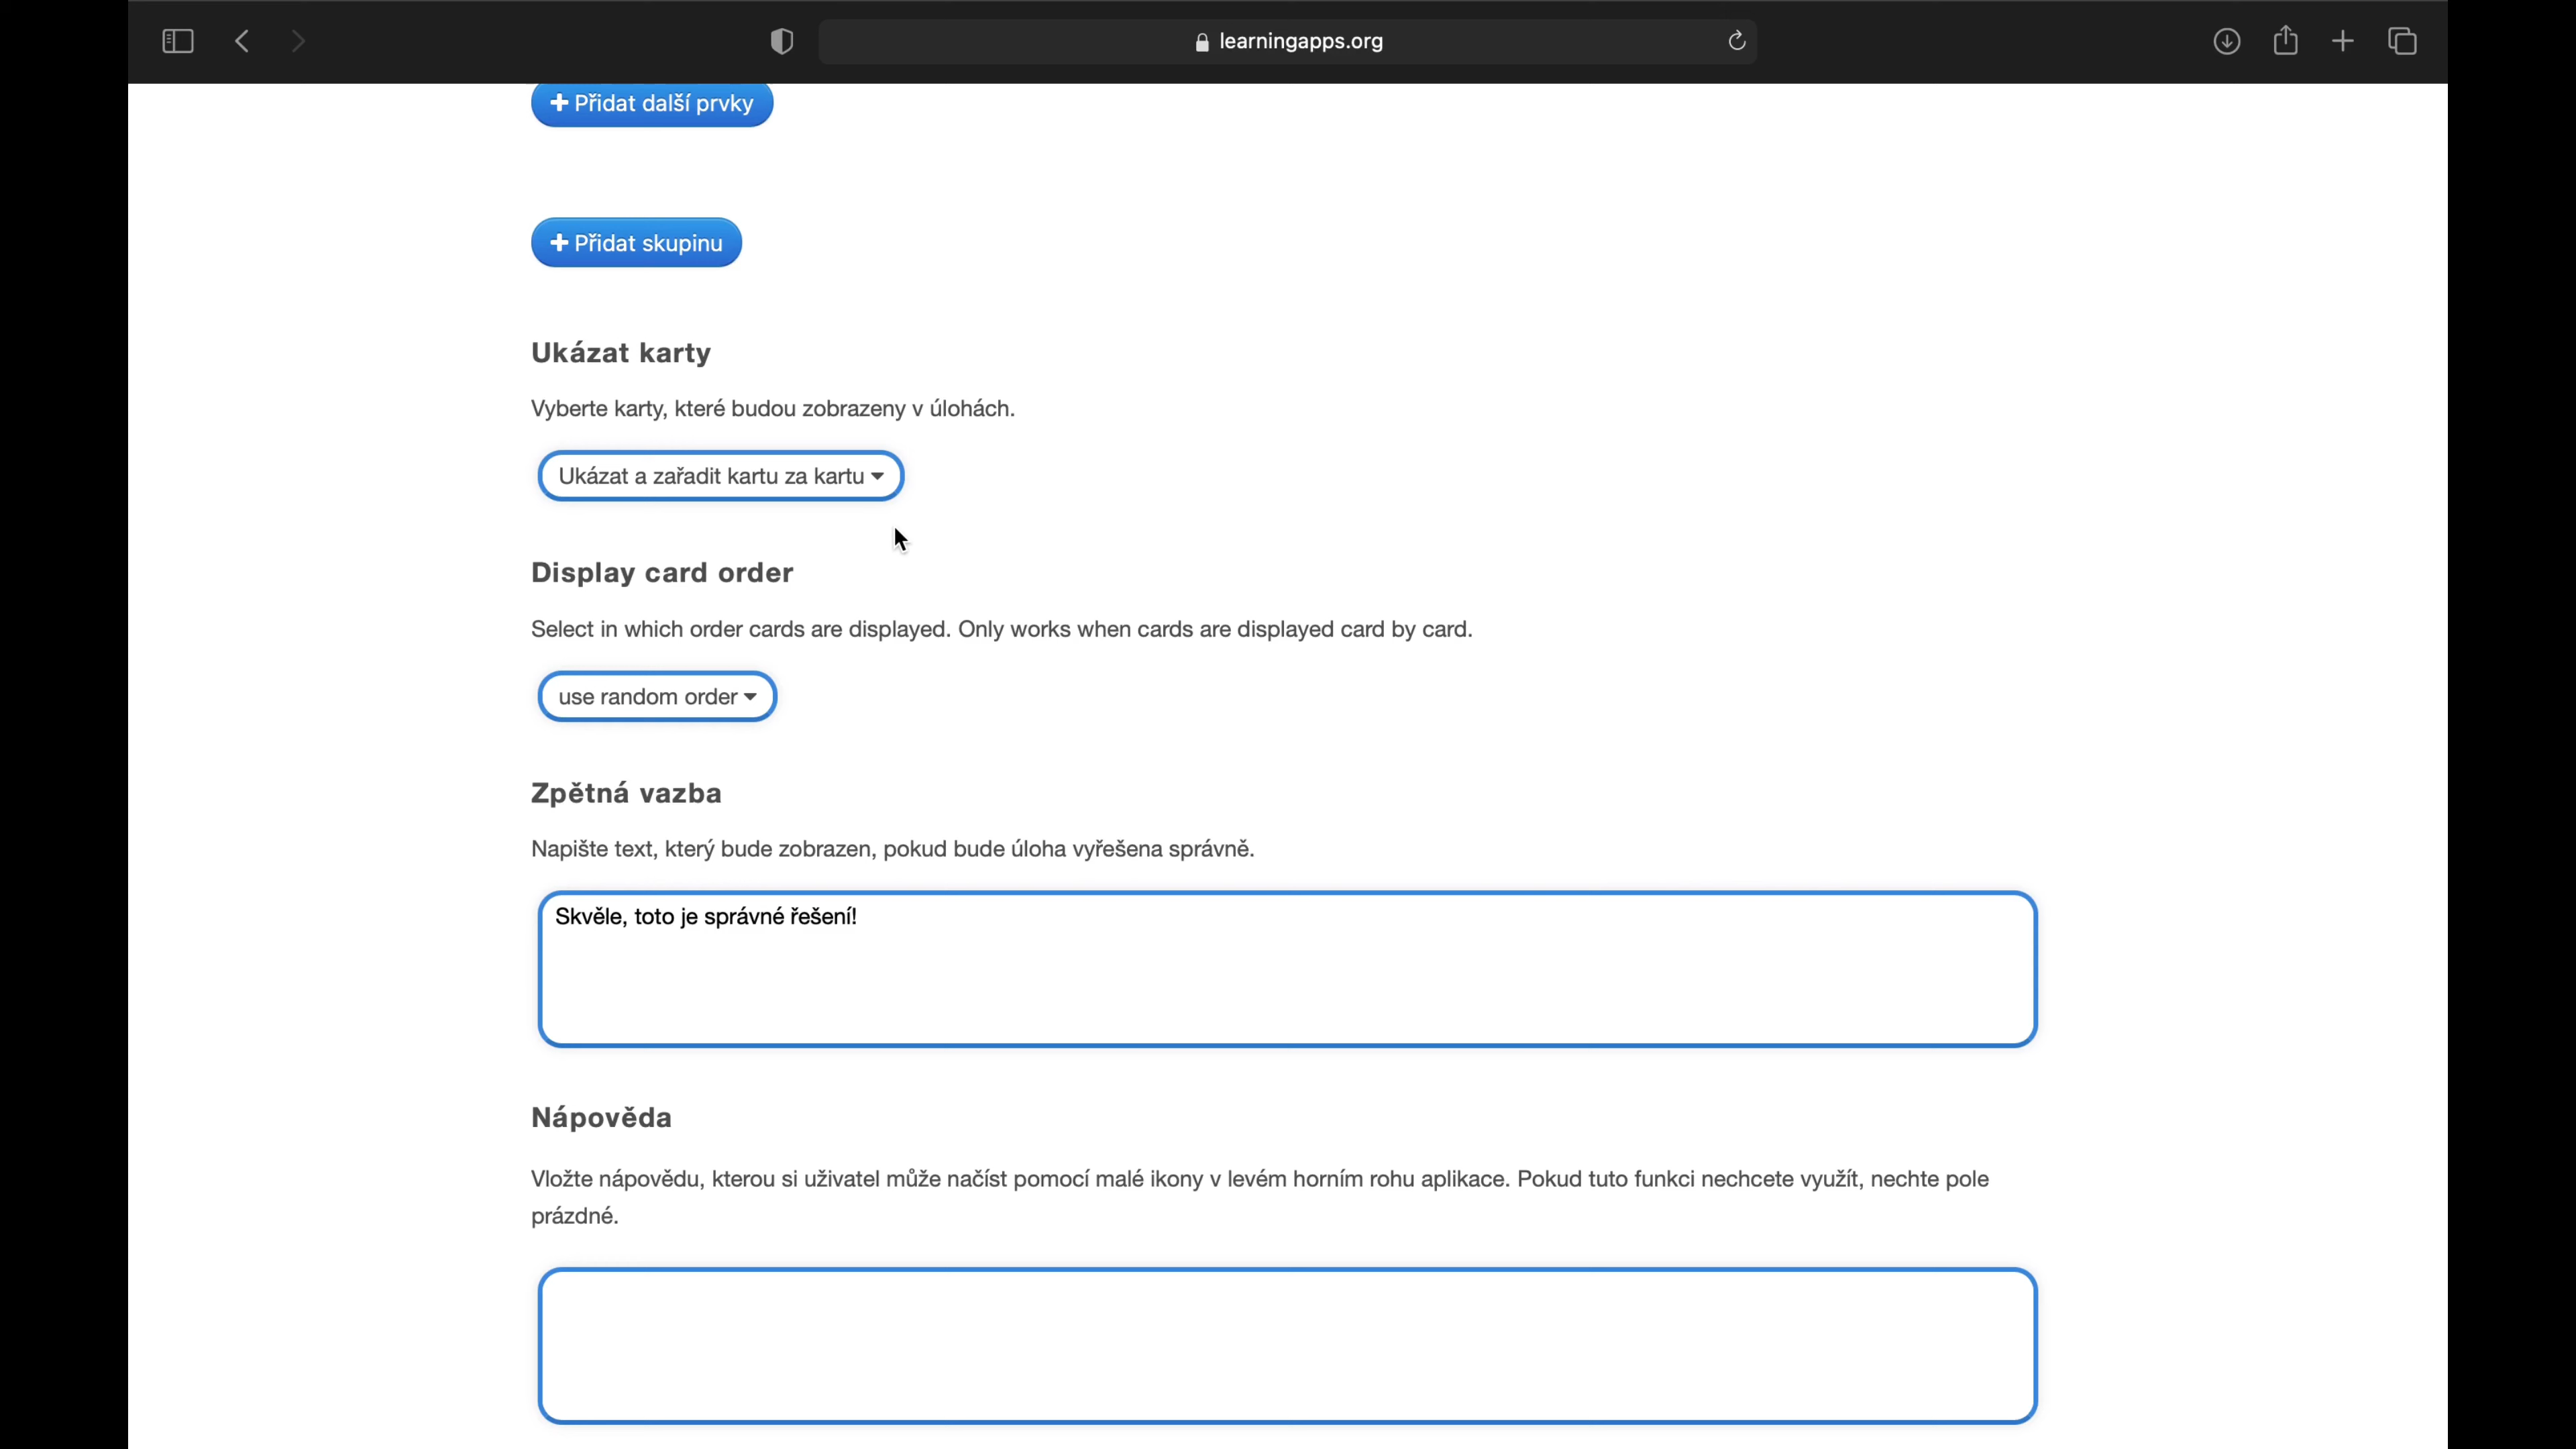 learningapps.org
Přidat další prvky
Přidat skupinu
Ukázat karty
Vyberte karty, které budou zobrazeny v úlohách.
Ukázat a zařadit kartu za kartu
Display card order
Select in which order cards are displayed. Only works when cards are displayed card by card.
use random order
Zpětná vazba
Napište text, který bude zobrazen, pokud bude úloha vyřešena správně.
Skvěle, toto je správné řešení!
Nápověda
Vložte nápovědu, kterou si uživatel může načíst pomocí malé ikony v levém horním rohu aplikace. Pokud tuto funkci nechcete využít, nechte pole
prázdné.